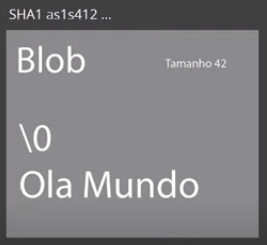 SHA1 as1s412 ...
Blob Tamanho 42
\0
Ola Mundo